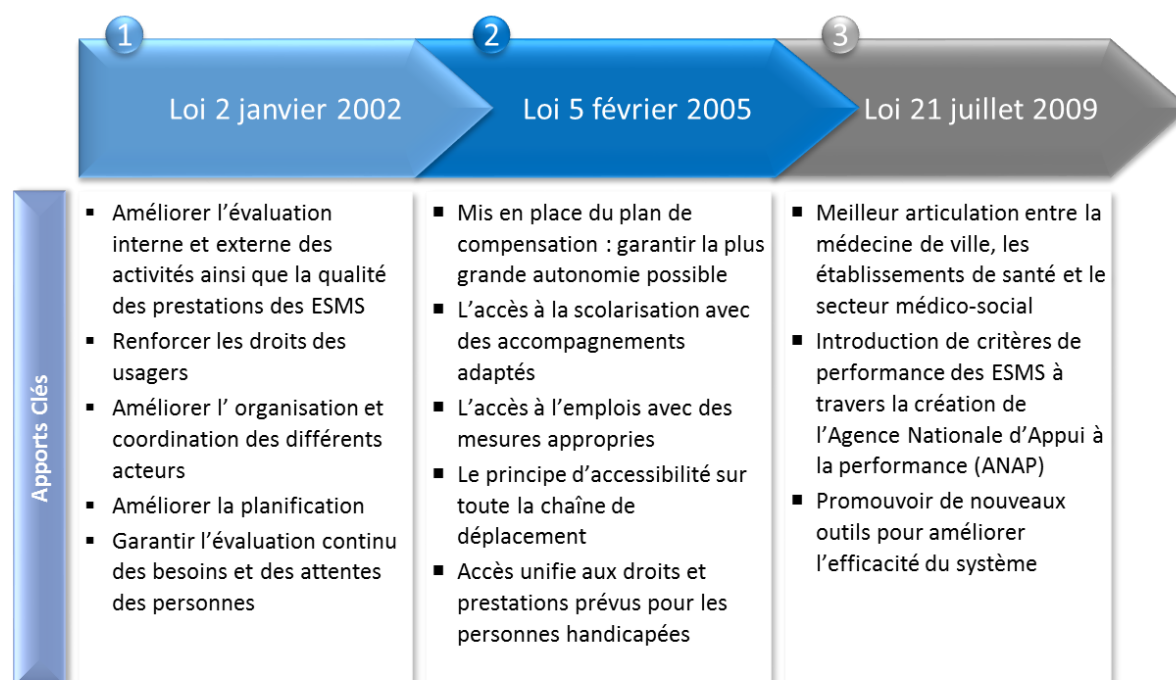 1
Loi 2 janvier 2002
2
Loi 5 février 2005
3
Loi 21 juillet 2009
Apports Clés
▪ Améliorer l’évaluation
interne et externe des
activités ainsi que la qualité
des prestations des ESMS
▪ Renforcer les droits des
usagers
▪ Améliorer l’ organisation et
coordination des différents
acteurs
▪ Améliorer la planification
▪ Garantir l’évaluation continu
des besoins et des attentes
des personnes
▪ Mis en place du plan de
compensation : garantir la plus
grande autonomie possible
▪ L’accès à la scolarisation avec
des accompagnements
adaptés
▪ L’accès à l’emplois avec des
mesures appropries
▪ Le principe d’accessibilité sur
toute la chaîne de
déplacement
▪ Accès unifie aux droits et
prestations prévus pour les
personnes handicapées
▪ Meilleur articulation entre la
médecine de ville, les
établissements de santé et le
secteur médico-social
▪ Introduction de critères de
performance des ESMS à
travers la création de
l’Agence Nationale d’Appui à
la performance (ANAP)
▪ Promouvoir de nouveaux
outils pour améliorer
l’efficacité du système